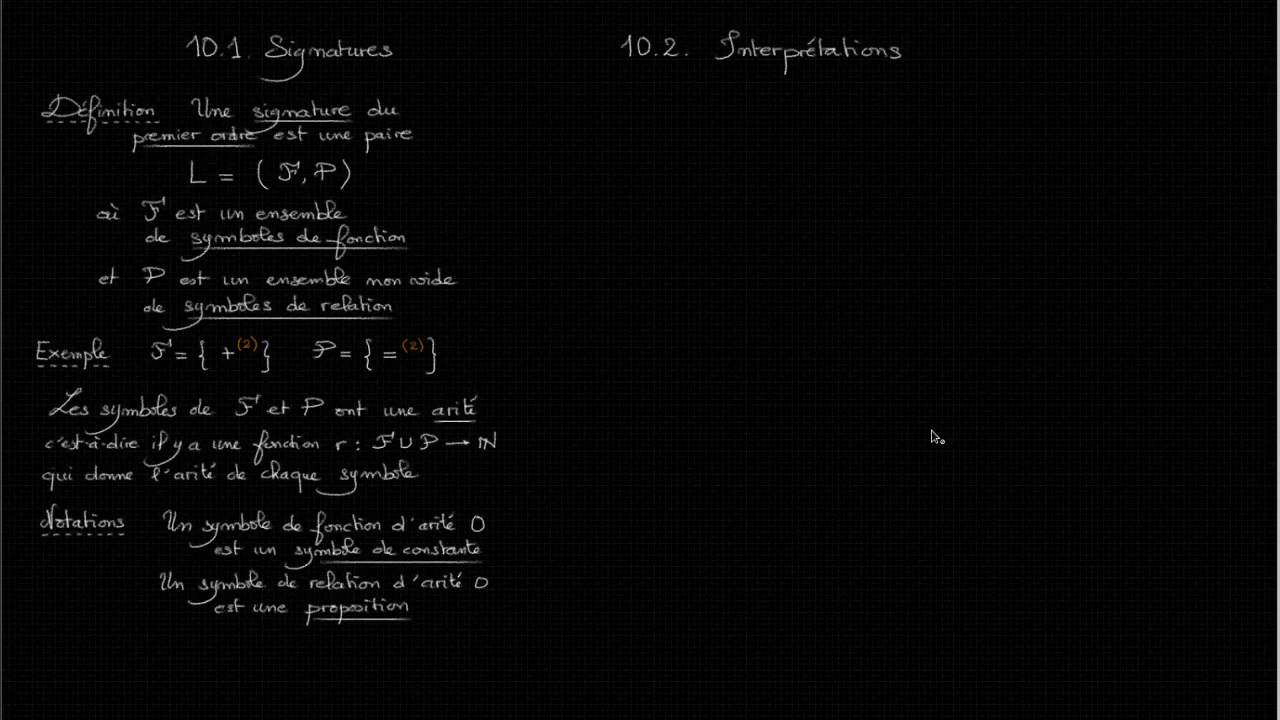 10.1. Signatures
Définition Une signature du
premier ordre est une paire
L = (ℱ, 𝒫)
où ℱ est un ensemble
de symboles de fonction
et 𝒫 est un ensemble non vide
de symboles de relation
Exemple ℱ = { +⁽²⁾ } 𝒫 = { =⁽²⁾ }
Les symboles de ℱ et 𝒫 ont une arité
c'est-à-dire il y a une fonction r : ℱ ∪ 𝒫 → ℕ
qui donne l'arité de chaque symbole
Notations Un symbole de fonction d'arité 0
est un symbole de constante
Un symbole de relation d'arité 0
est une proposition
10.2. Interprétations